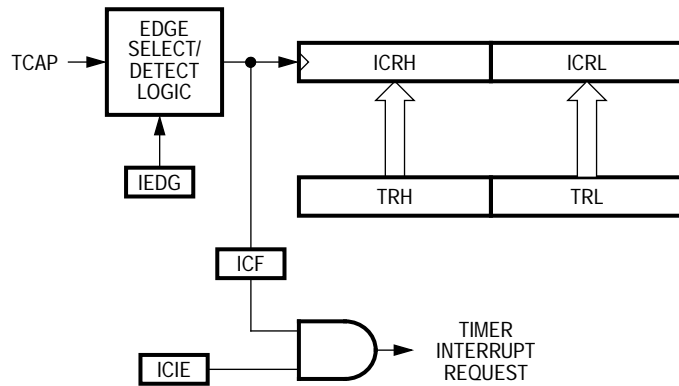 EDGE
SELECT/
DETECT
LOGIC
TCAP
ICRH
ICRL
IEDG
TRH
TRL
ICF
ICIE
TIMER
INTERRUPT
REQUEST